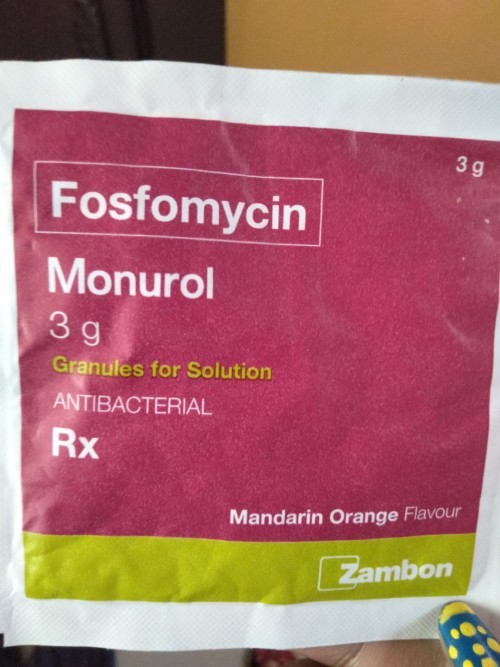 3 g
Fosfomycin
Monurol
3 g
Granules for Solution
ANTIBACTERIAL
Rx
Mandarin Orange Flavour
Zambon